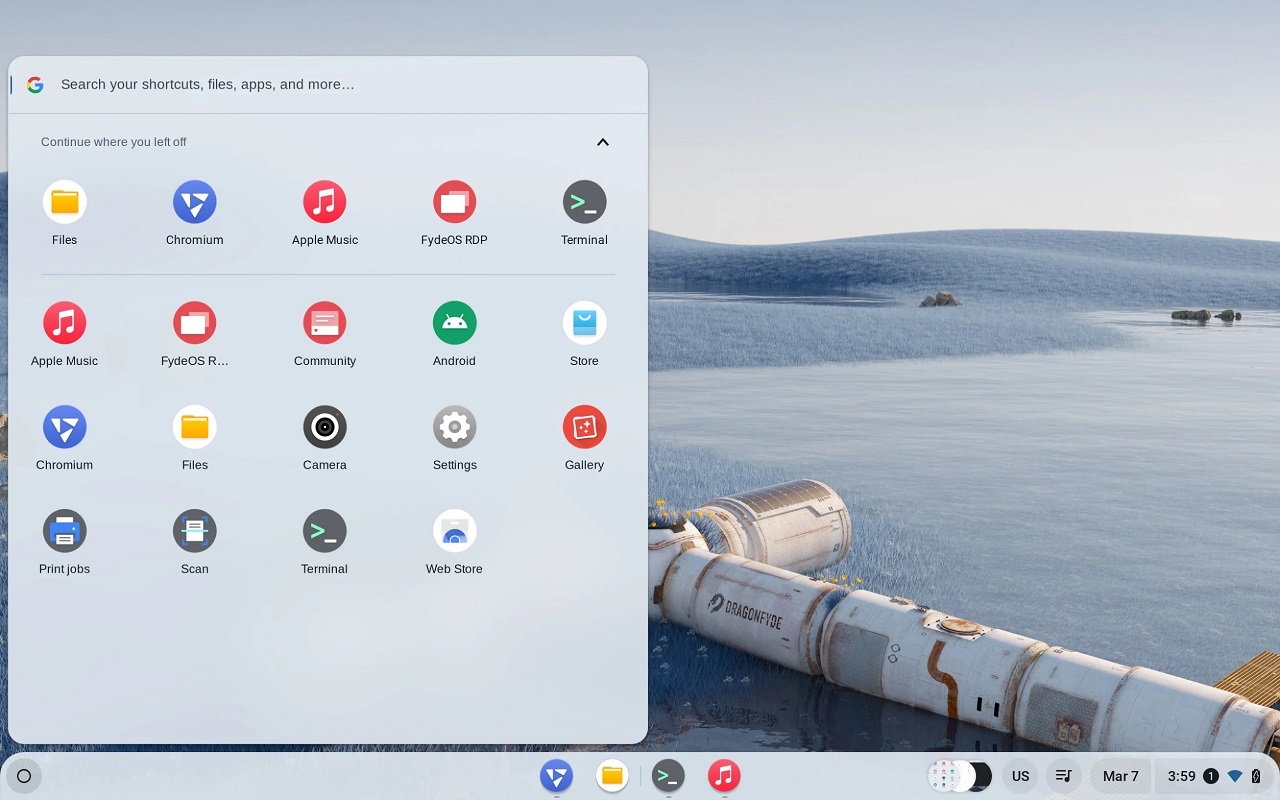 Search your shortcuts, files, apps, and more…
Continue where you left off
Files
Chromium
Apple Music
FydeOS RDP
Terminal
Apple Music
FydeOS R…
Community
Android
Store
Chromium
Files
Camera
Settings
Gallery
Print jobs
Scan
Terminal
Web Store
DRAGONFYDE
US
Mar 7
3:59
1